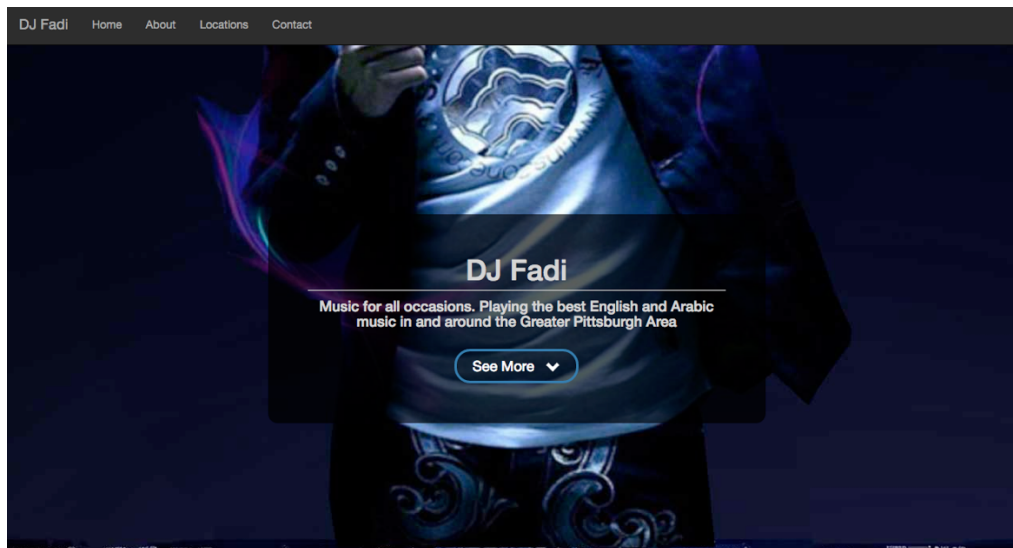 DJ Fadi Home About Locations Contact
DJ Fadi
Music for all occasions. Playing the best English and Arabic
music in and around the Greater Pittsburgh Area
See More